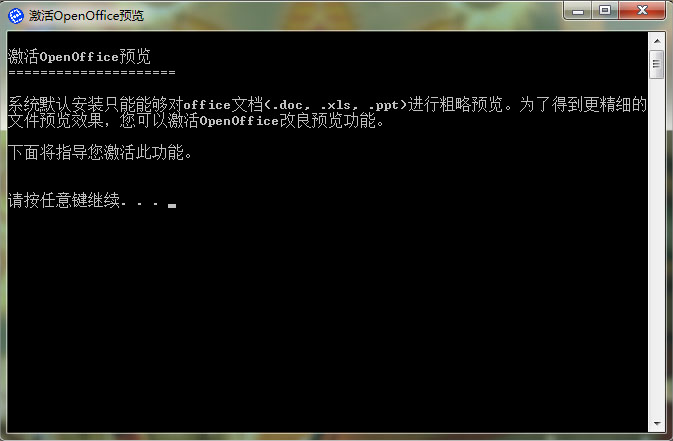 激活OpenOffice预览
激活OpenOffice预览
=====================
系统默认安装只能能够对office文档(.doc, .xls, .ppt)进行粗略预览。为了得到更精细的
文件预览效果，您可以激活OpenOffice改良预览功能。
下面将指导您激活此功能。
请按任意键继续. . .